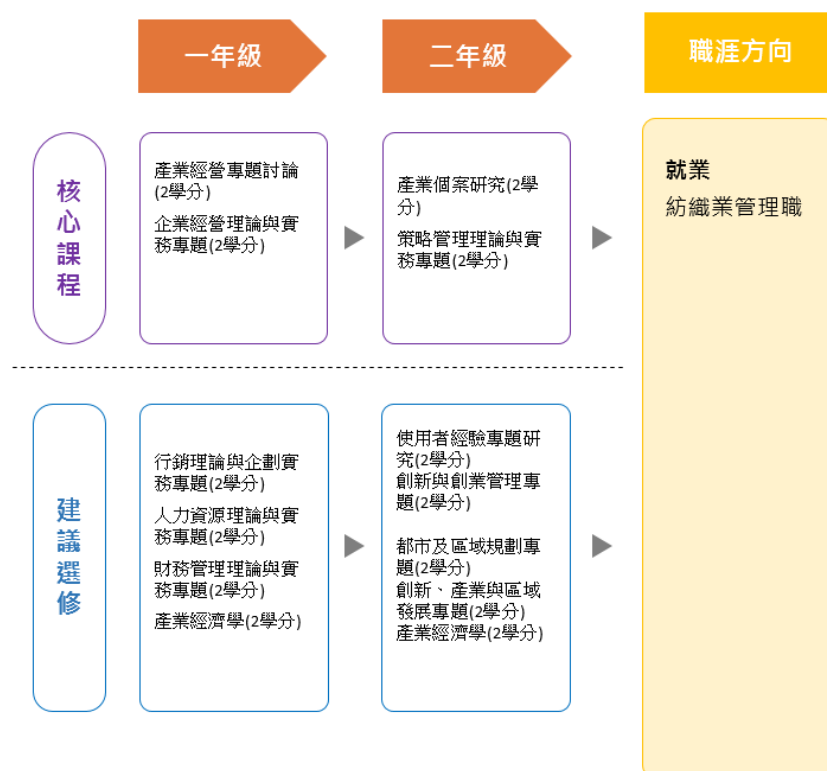 一年級
二年級
職涯方向
核心課程
產業經營專題討論
(2學分)
企業經營理論與實
務專題(2學分)
產業個案研究(2學
分)
策略管理理論與實
務專題(2學分)
就業
紡織業管理職
建議選修
行銷理論與企劃實
務專題(2學分)
人力資源理論與實
務專題(2學分)
財務管理理論與實
務專題(2學分)
產業經濟學(2學分)
使用者經驗專題研
究(2學分)
創新與創業管理專
題(2學分)
都市及區域規劃專
題(2學分)
創新、產業與區域
發展專題(2學分)
產業經濟學(2學分)